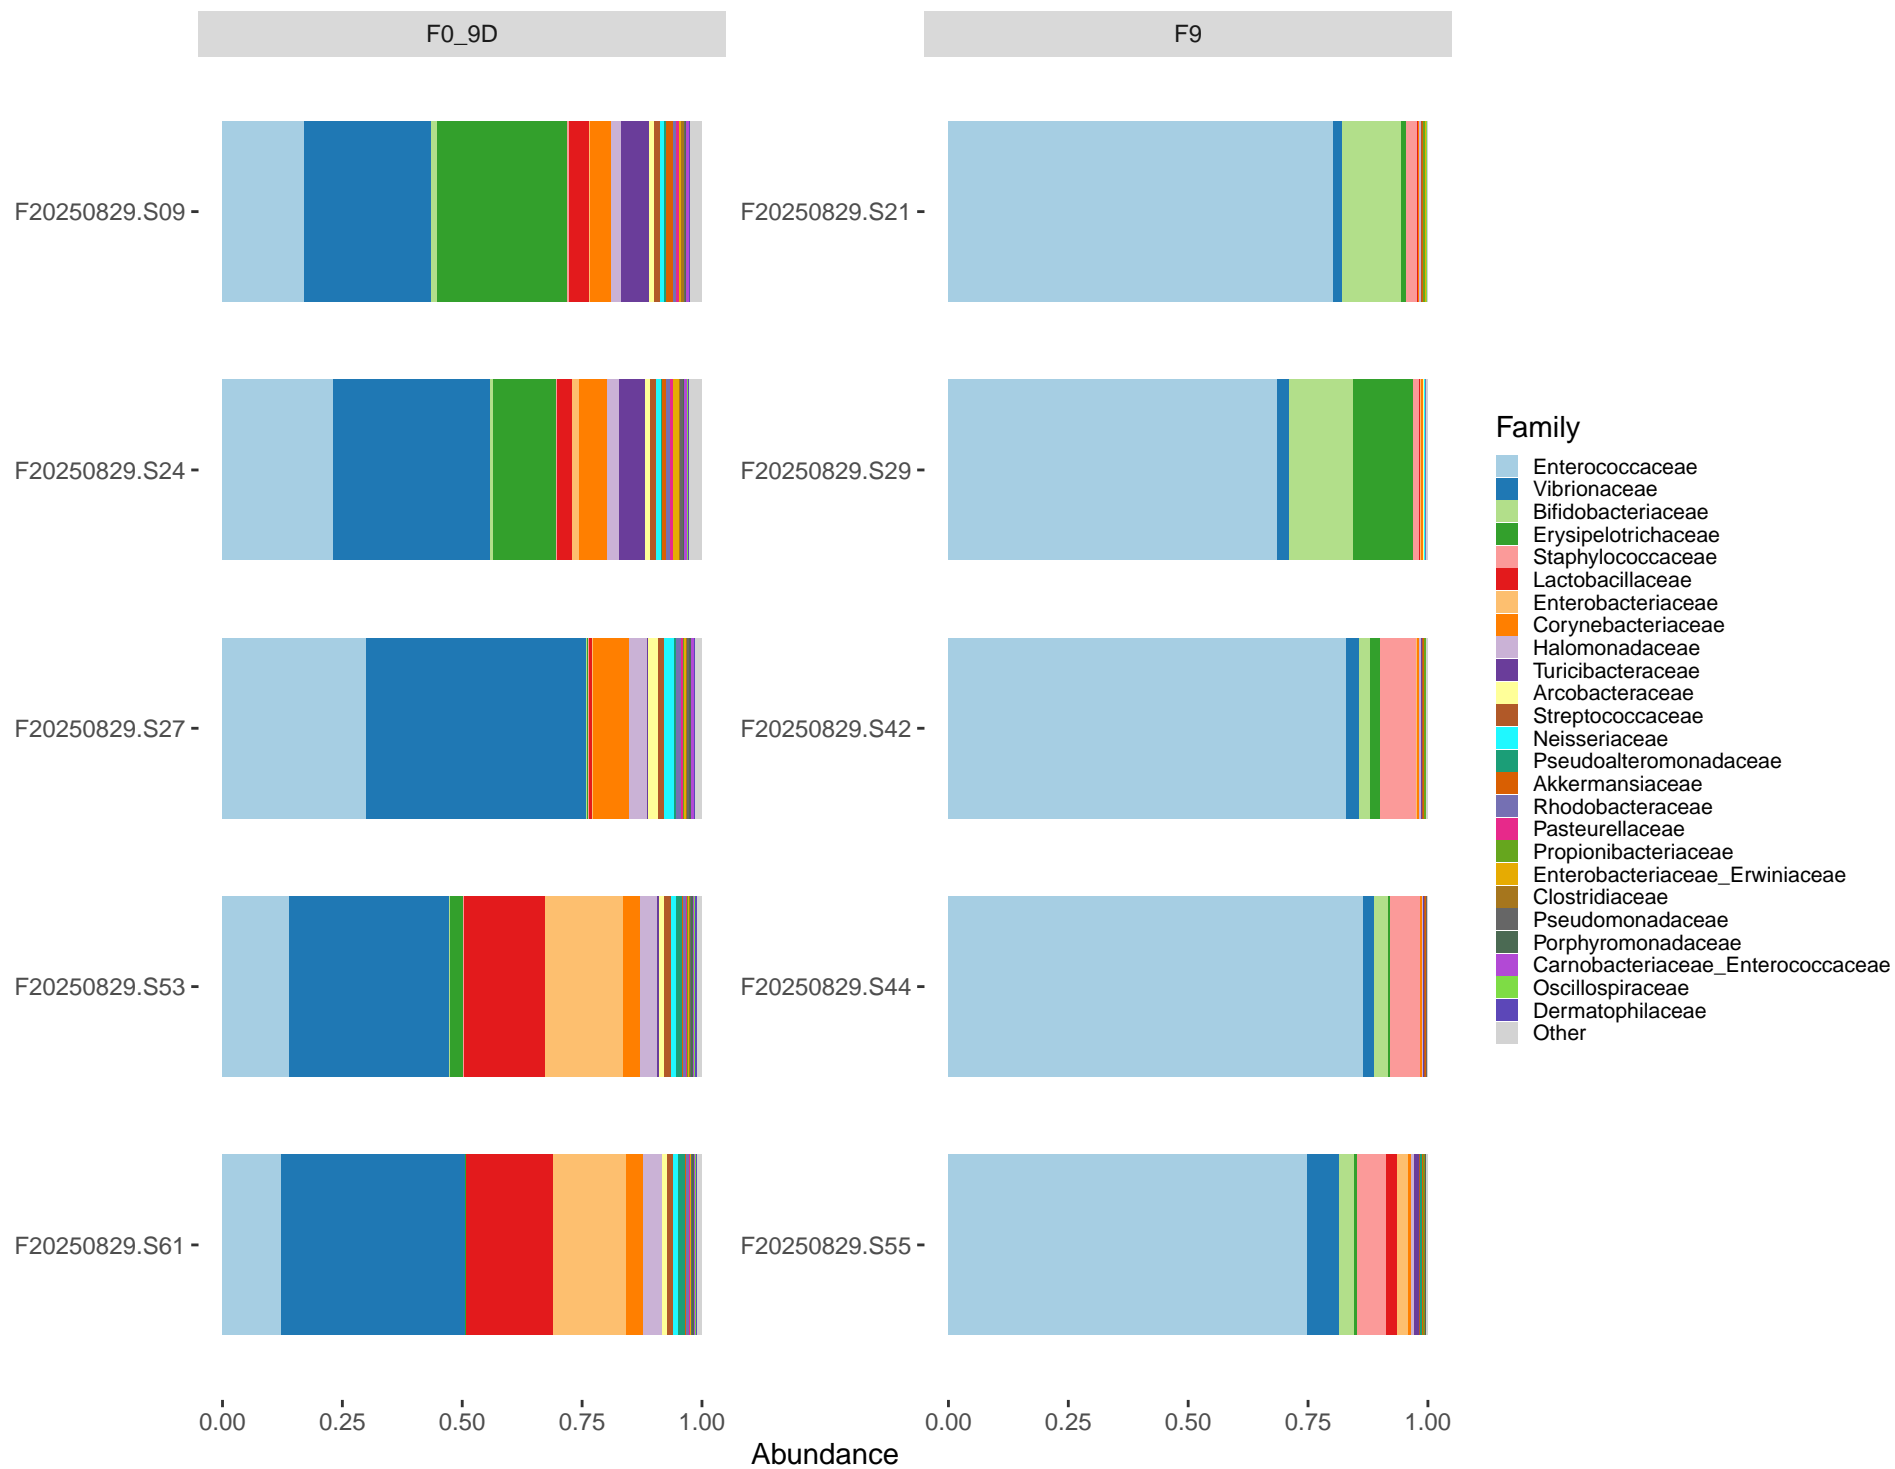 F0_9D
F9
F20250829.S09
F20250829.S21
F20250829.S24
F20250829.S29
F20250829.S27
F20250829.S42
F20250829.S53
F20250829.S44
F20250829.S61
F20250829.S55
0.00 0.25 0.50 0.75 1.00
0.00 0.25 0.50 0.75 1.00
Abundance
Family
Enterococcaceae
Vibrionaceae
Bifidobacteriaceae
Erysipelotrichaceae
Staphylococcaceae
Lactobacillaceae
Enterobacteriaceae
Corynebacteriaceae
Halomonadaceae
Turicibacteraceae
Arcobacteraceae
Streptococcaceae
Neisseriaceae
Pseudoalteromonadaceae
Akkermansiaceae
Rhodobacteraceae
Pasteurellaceae
Propionibacteriaceae
Enterobacteriaceae_Erwiniaceae
Clostridiaceae
Pseudomonadaceae
Porphyromonadaceae
Carnobacteriaceae_Enterococcaceae
Oscillospiraceae
Dermatophilaceae
Other